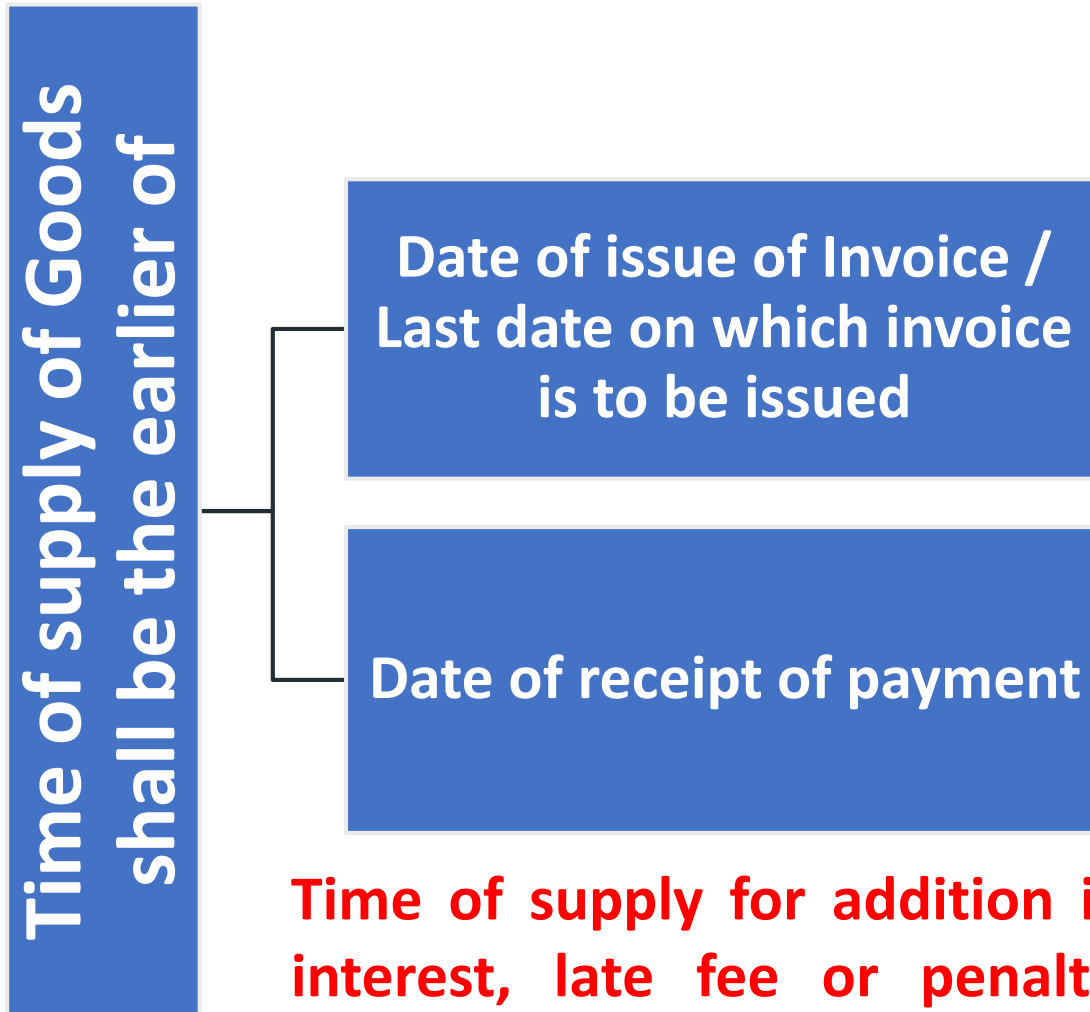 Time of supply of Goods
shall be the earlier of
Date of issue of Invoice /
Last date on which invoice
is to be issued
Date of receipt of payment
Time of supply for addition i
interest, late fee or penalt